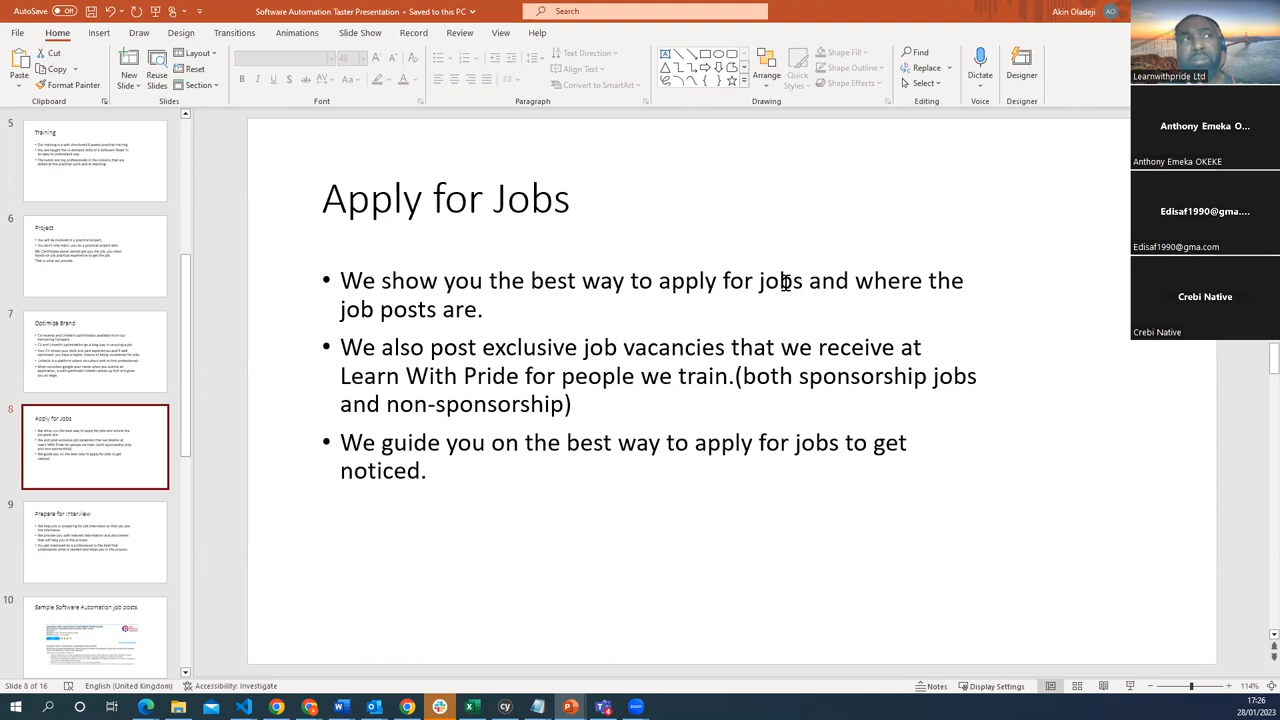 AutoSave Off
Software Automation Taster Presentation - Saved to this PC
Search
Akin Oladeji AO
File Home Insert Draw Design Transitions Animations Slide Show Record Review View Help
Cut
Copy
Format Painter
Paste
Clipboard
New Slide
Reuse Slides
Layout
Reset
Section
Slides
40
Font
Text Direction
Align Text
Convert to SmartArt
Paragraph
Arrange
Quick Styles
Shape Fill
Shape Outline
Shape Effects
Drawing
Find
Replace
Select
Editing
Dictate
Voice
Designer
Designer
Learnwithpride Ltd
Anthony Emeka O...
Anthony Emeka OKEKE
Edisaf1990@gma....
Edisaf1990@gma.com
Crebi Native
Crebi Native
5
Training
6
Project
7
Optimise Brand
8
Apply for Jobs
9
Prepare for Interview
10
Sample Software Automation job posts.
Apply for Jobs
• We show you the best way to apply for jobs and where the
job posts are.
• We also post exclusive job vacancies that we receive at
Learn With Pride for people we train.(both sponsorship jobs
and non-sponsorship)
• We guide you on the best way to apply for jobs to get
noticed.
Slide 8 of 16 English (United Kingdom) Accessibility: Investigate Notes Display Settings 114%
17:26
28/01/2023